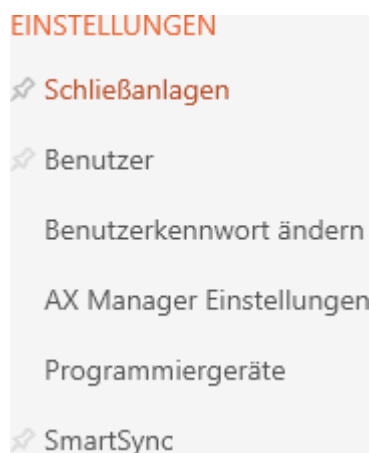 EINSTELLUNGEN
Schließanlagen
Benutzer
Benutzerkennwort ändern
AX Manager Einstellungen
Programmiergeräte
SmartSync